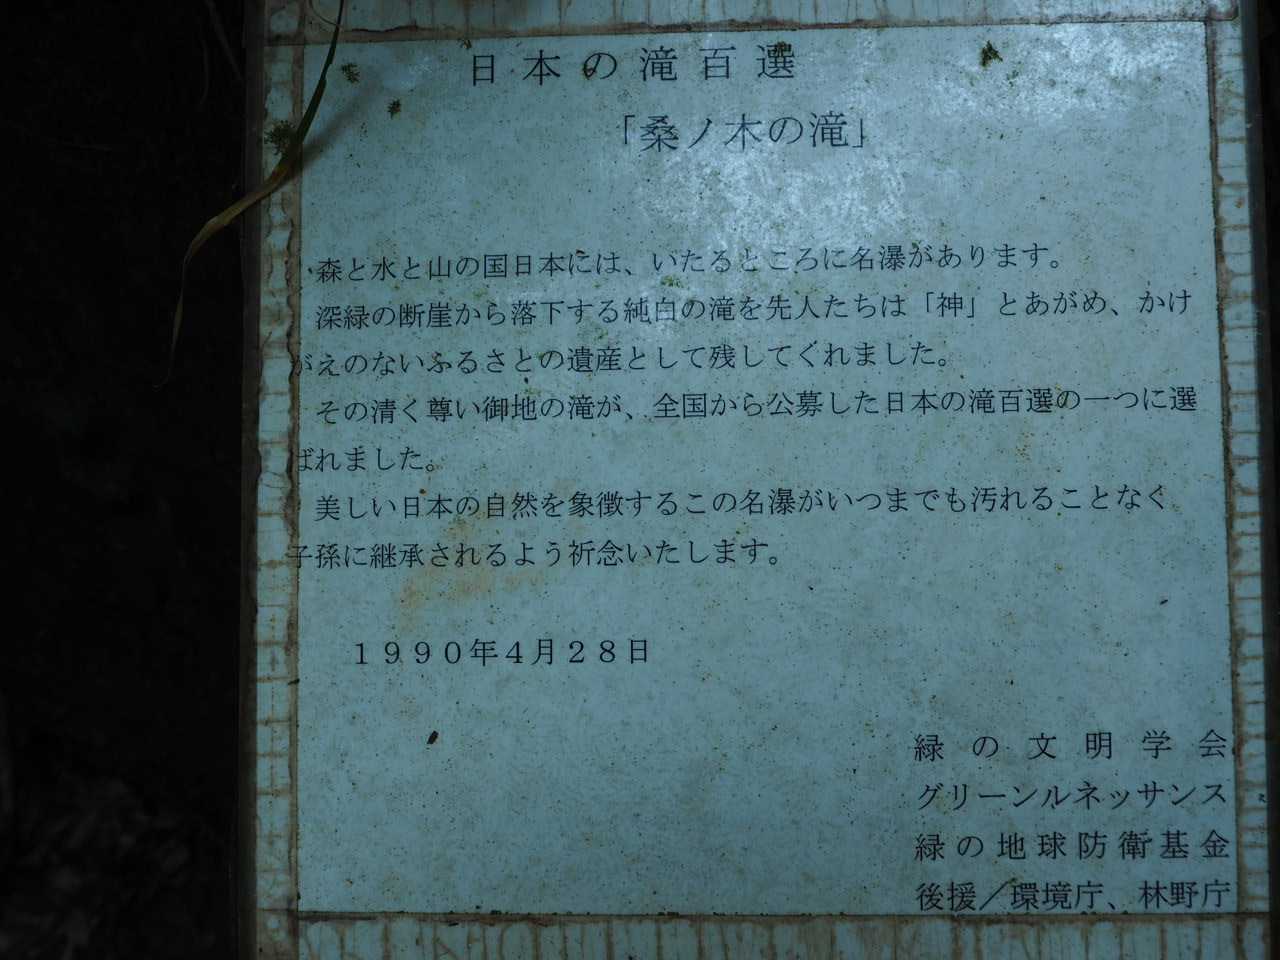 日本の滝百選
「桑ノ木の滝」
森と水と山の国日本には、いたるところに名瀑があります。
深緑の断崖から落下する純白の滝を先人たちは「神」とあがめ、かけ
がえのないふるさとの遺産として残してくれました。
その清く尊い御地の滝が、全国から公募した日本の滝百選の一つに選
ばれました。
美しい日本の自然を象徴するこの名瀑がいつまでも汚れることなく
子孫に継承されるよう祈念いたします。
１９９０年４月２８日
緑の文明学会
グリーンルネッサンス
緑の地球防衛基金
後援／環境庁、林野庁